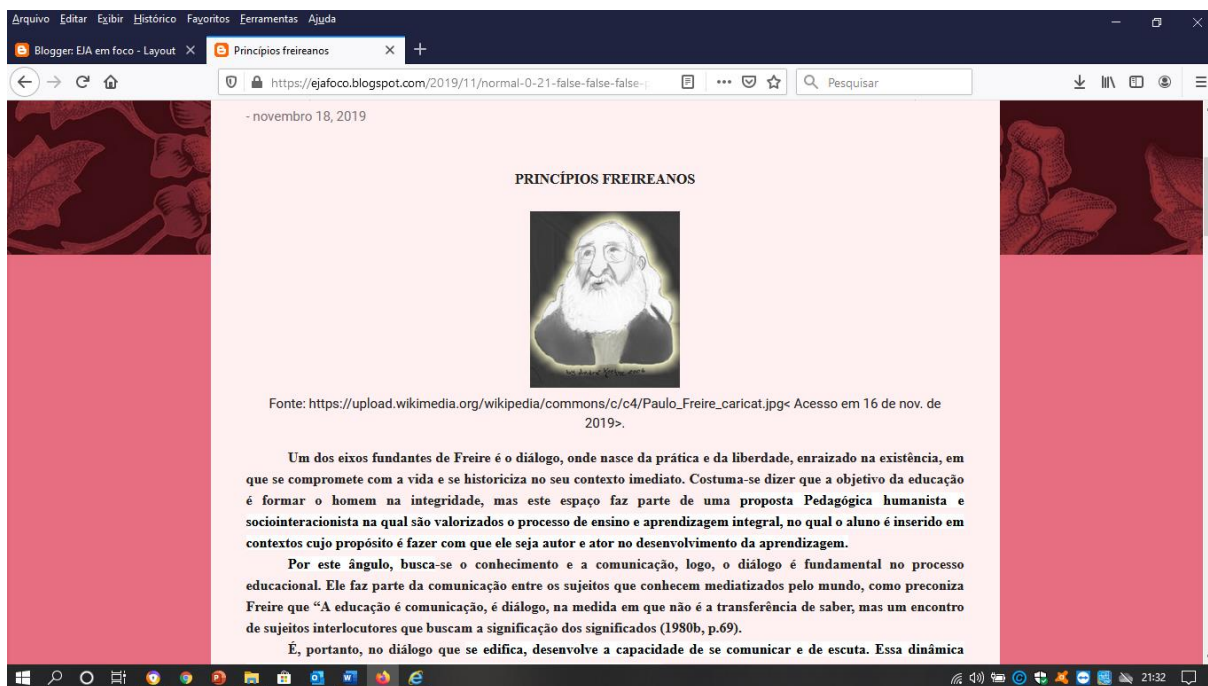 Arquivo Editar Exibir Histórico Favoritos Ferramentas Ajuda
Blogger: EJA em foco - Layout
Princípios freireanos
https://ejafoco.blogspot.com/2019/11/normal-0-21-false-false-false-p
Pesquisar
- novembro 18, 2019
PRINCÍPIOS FREIREANOS
Fonte: https://upload.wikimedia.org/wikipedia/commons/c/c4/Paulo_Freire_caricat.jpg< Acesso em 16 de nov. de
2019>.
Um dos eixos fundantes de Freire é o diálogo, onde nasce da prática e da liberdade, enraizado na existência, em
que se compromete com a vida e se historiciza no seu contexto imediato. Costuma-se dizer que a objetivo da educação
é formar o homem na integridade, mas este espaço faz parte de uma proposta Pedagógica humanista e
sociointeracionista na qual são valorizados o processo de ensino e aprendizagem integral, no qual o aluno é inserido em
contextos cujo propósito é fazer com que ele seja autor e ator no desenvolvimento da aprendizagem.
Por este ângulo, busca-se o conhecimento e a comunicação, logo, o diálogo é fundamental no processo
educacional. Ele faz parte da comunicação entre os sujeitos que conhecem mediatizados pelo mundo, como preconiza
Freire que “A educação é comunicação, é diálogo, na medida em que não é a transferência de saber, mas um encontro
de sujeitos interlocutores que buscam a significação dos significados (1980b, p.69).
É, portanto, no diálogo que se edifica, desenvolve a capacidade de se comunicar e de escuta. Essa dinâmica
21:32